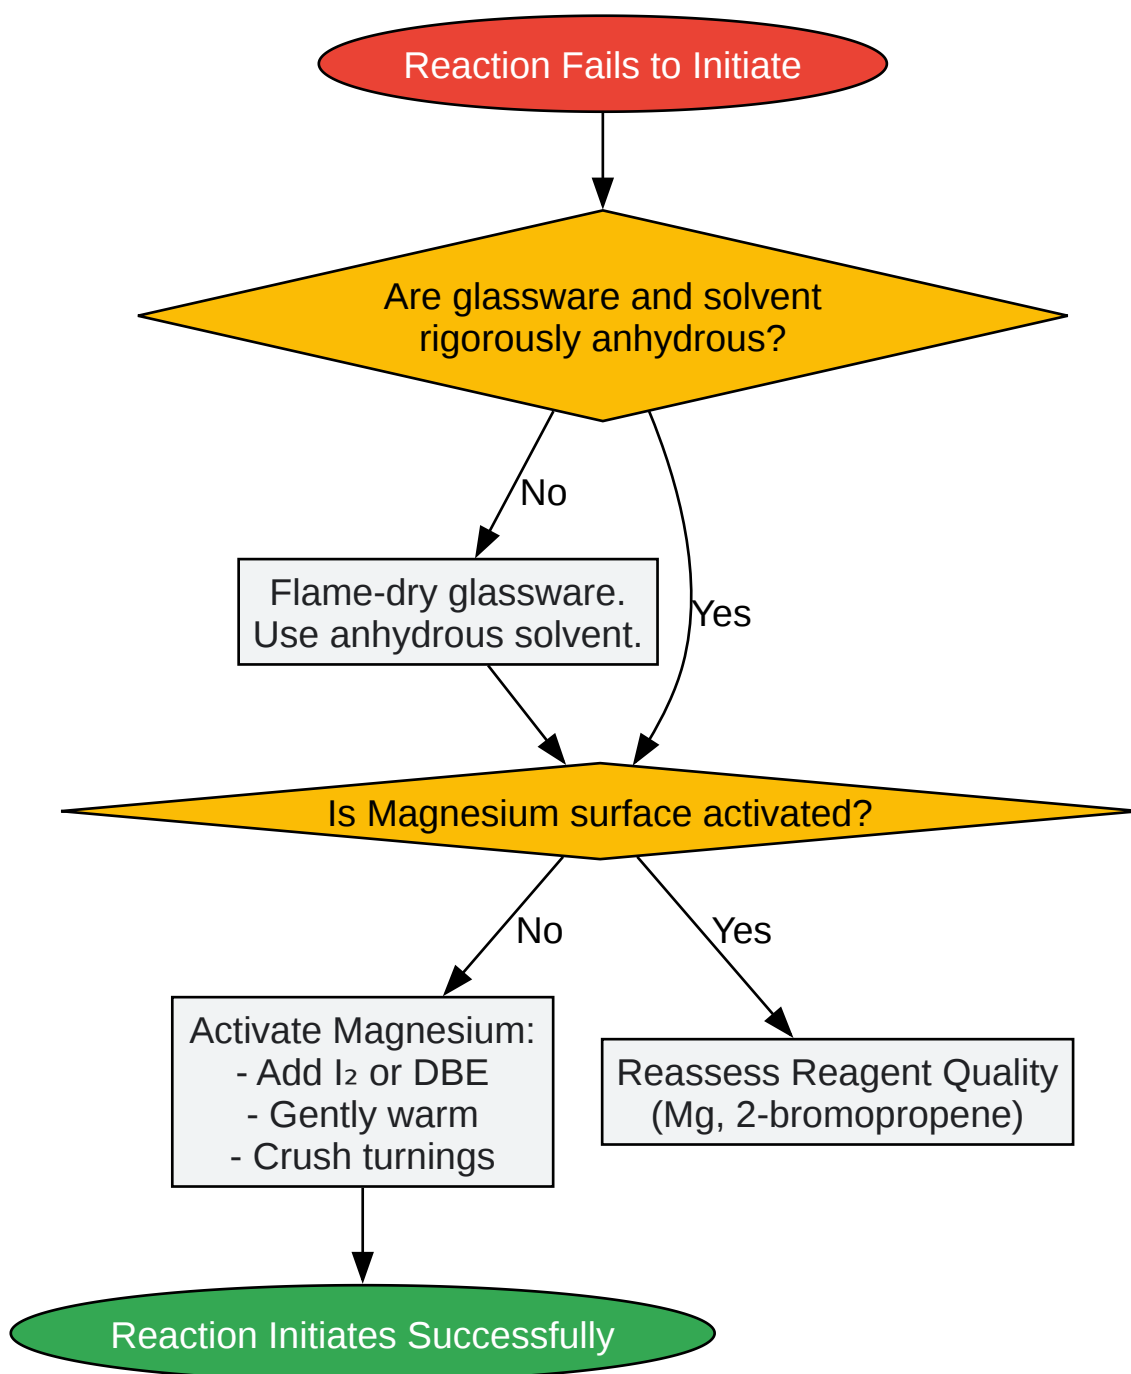 Reaction Fails to Initiate
Are glassware and solvent
rigorously anhydrous?
No
Flame-dry glassware.
Use anhydrous solvent.
Yes
Is Magnesium surface activated?
No
Yes
Activate Magnesium:
- Add I₂ or DBE
- Gently warm
- Crush turnings
Reassess Reagent Quality
(Mg, 2-bromopropene)
Reaction Initiates Successfully